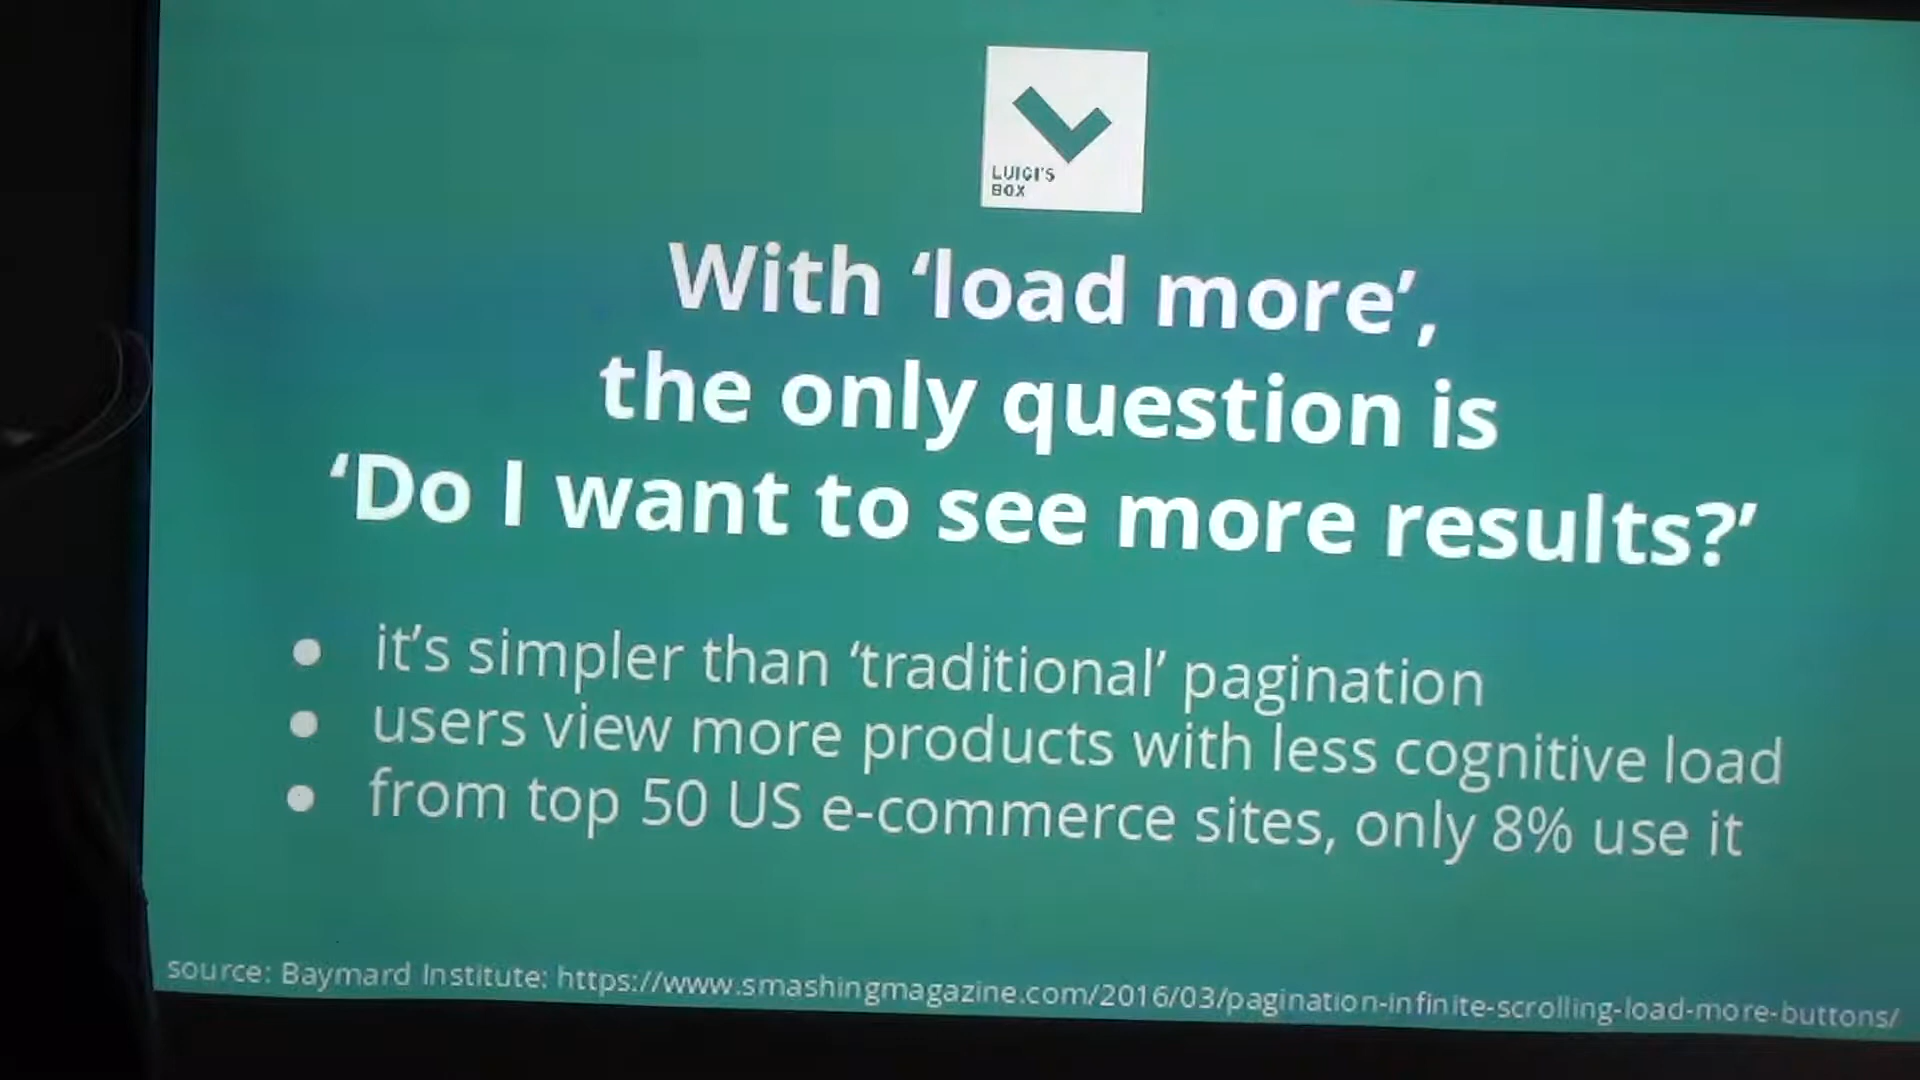 LUIGI'S
BOX
With ‘load more’,
the only question is
‘Do I want to see more results?’
● it’s simpler than ‘traditional’ pagination
● users view more products with less cognitive load
● from top 50 US e-commerce sites, only 8% use it
source: Baymard Institute: https://www.smashingmagazine.com/2016/03/pagination-infinite-scrolling-load-more-buttons/